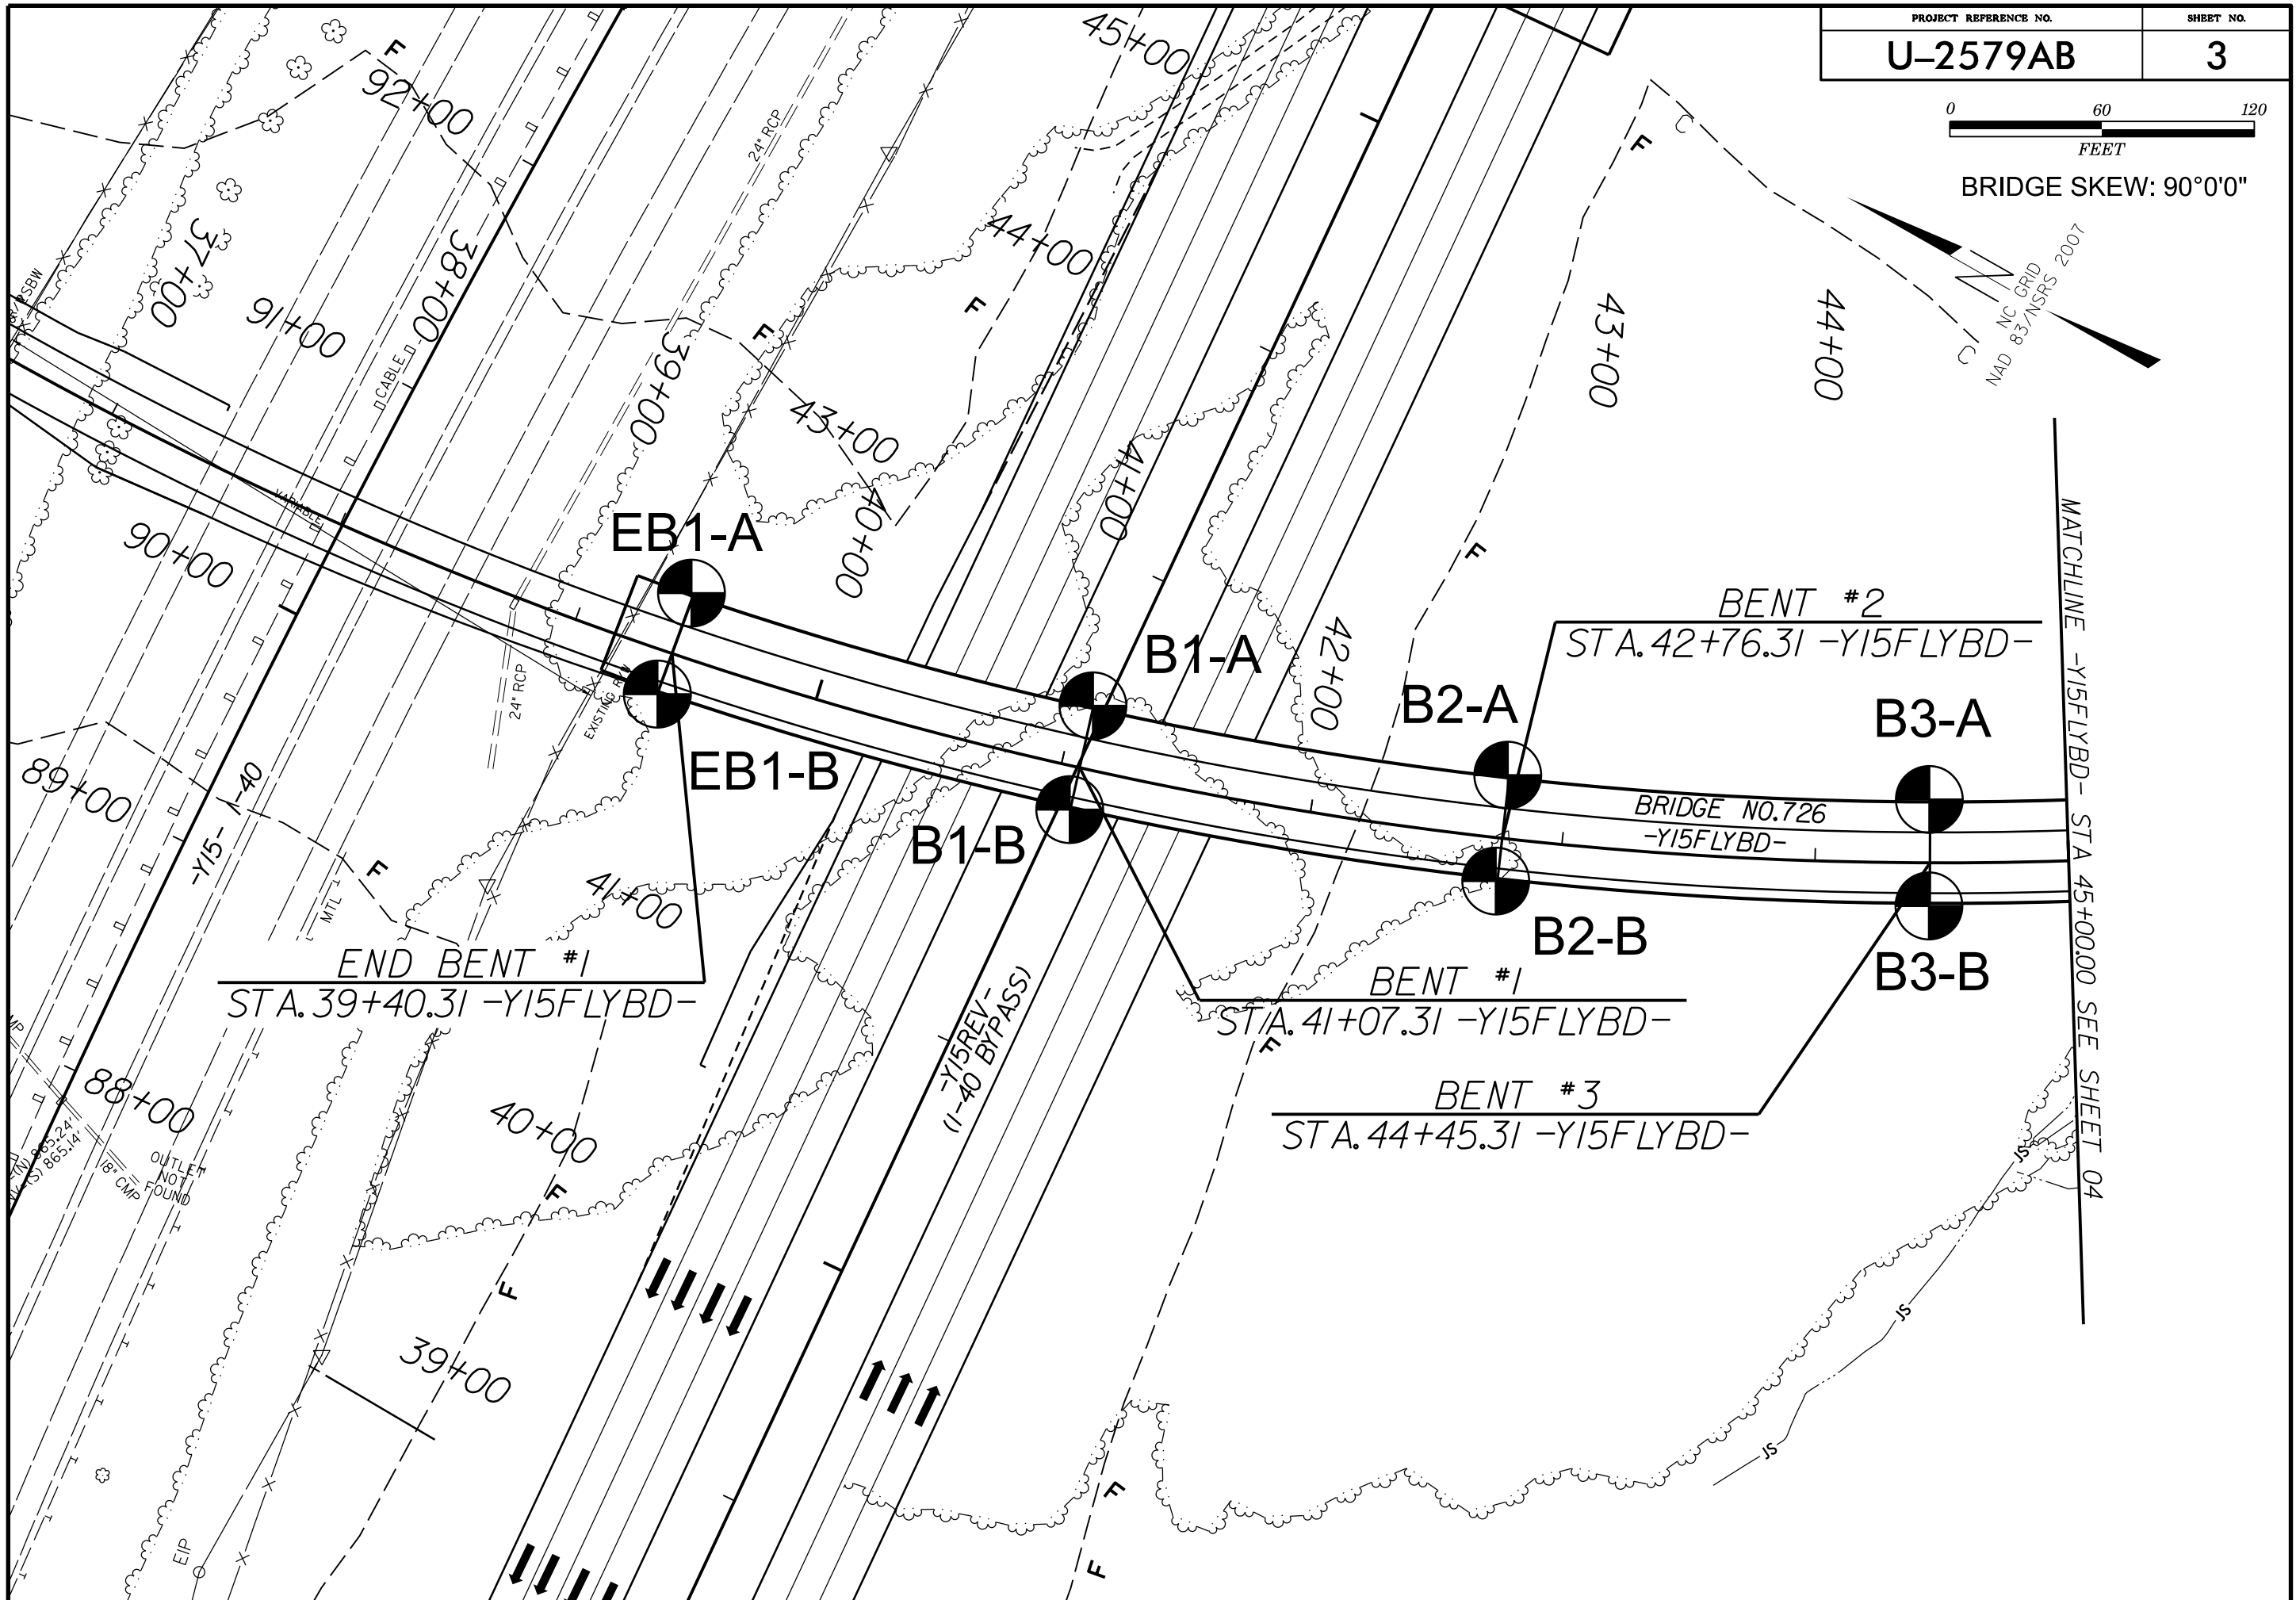 PROJECT REFERENCE NO.
SHEET NO.
U-2579AB
3
0 60 120
FEET
BRIDGE SKEW: 90°0'0"
NC GRID
NAD 83/NSRS 2007
45+00
92+00
24" RCP
44+00
37+00
38+00
91+00
CABLE
39+00
43+00
43+00
44+00
41+00
40+00
VARIABLE
90+00
EB1-A
42+00
B1-A
BENT #2
STA. 42+76.31 -Y15FLYBD-
B2-A
B3-A
24" RCP
EXISTING R/W
EB1-B
BRIDGE NO. 726
-Y15FLYBD-
89+00
-Y15- I-40
B1-B
MTL
41+00
B2-B
B3-B
END BENT #1
STA. 39+40.31 -Y15FLYBD-
BENT #1
STA. 41+07.31 -Y15FLYBD-
-Y15REV-
(I-40 BYPASS)
BENT #3
STA. 44+45.31 -Y15FLYBD-
MATCHLINE -Y15FLYBD- STA 45+00.00 SEE SHEET 04
88+00
40+00
(N) 865.24'
(S) 865.14'
18" CMP
OUTLET
NOT
FOUND
39+00
EIP
JS
JS
JS
F
F
F
F
F
F
F
F
F
F
F
F